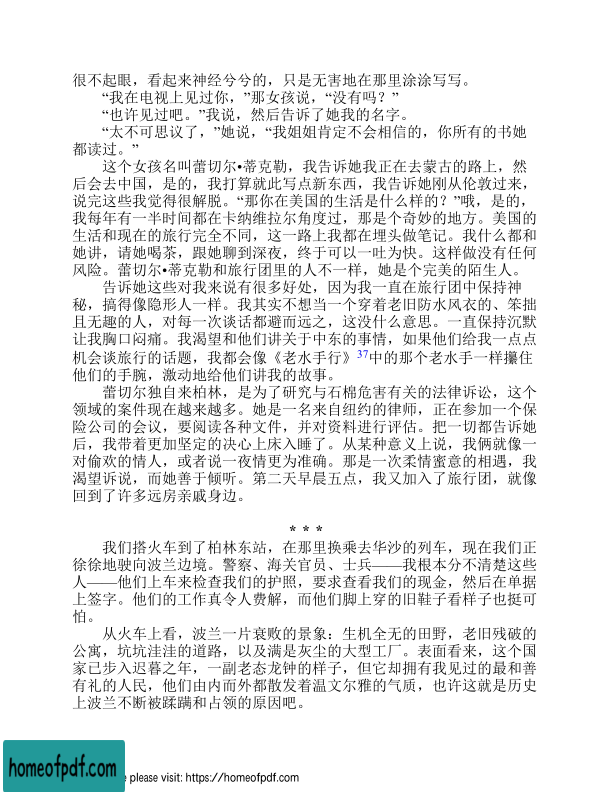 很不起眼，看起来神经兮兮的，只是无害地在那里涂涂写写。
“我在电视上见过你，”那女孩说，“没有吗？”
“也许见过吧。”我说，然后告诉了她我的名字。
“太不可思议了，”她说，“我姐姐肯定不会相信的，你所有的书她
都读过。”
这个女孩名叫蕾切尔•蒂克勒，我告诉她我正在去蒙古的路上，然
后会去中国，是的，我打算就此写点新东西，我告诉她刚从伦敦过来，
说完这些我觉得很解脱。“那你在美国的生活是什么样的？”哦，是的，
我每年有一半时间都在卡纳维拉尔角度过，那是个奇妙的地方。美国的
生活和现在的旅行完全不同，这一路上我都在埋头做笔记。我什么都和
她讲，请她喝茶，跟她聊到深夜，终于可以一吐为快。这样做没有任何
风险。蕾切尔•蒂克勒和旅行团里的人不一样，她是个完美的陌生人。
告诉她这些对我来说有很多好处，因为我一直在旅行团中保持神
秘，搞得像隐形人一样。我其实不想当一个穿着老旧防水风衣的、笨拙
且无趣的人，对每一次谈话都避而远之，这没什么意思。一直保持沉默
让我胸口闷痛。我渴望和他们讲关于中东的事情，如果他们给我一点点
机会谈旅行的话题，我都会像《老水手行》37中的那个老水手一样攥住
他们的手腕，激动地给他们讲我的故事。
蕾切尔独自来柏林，是为了研究与石棉危害有关的法律诉讼，这个
领域的案件现在越来越多。她是一名来自纽约的律师，正在参加一个保
险公司的会议，要阅读各种文件，并对资料进行评估。把一切都告诉她
后，我带着更加坚定的决心上床入睡了。从某种意义上说，我俩就像一
对偷欢的情人，或者说一夜情更为准确。那是一次柔情蜜意的相遇，我
渴望诉说，而她善于倾听。第二天早晨五点，我又加入了旅行团，就像
回到了许多远房亲戚身边。
* * *
我们搭火车到了柏林东站，在那里换乘去华沙的列车，现在我们正
徐徐地驶向波兰边境。警察、海关官员、士兵——我根本分不清楚这些
人——他们上车来检查我们的护照，要求查看我们的现金，然后在单据
上签字。他们的工作真令人费解，而他们脚上穿的旧鞋子看样子也挺可
怕。
从火车上看，波兰一片衰败的景象：生机全无的田野，老旧残破的
公寓，坑坑洼洼的道路，以及满是灰尘的大型工厂。表面看来，这个国
家已步入迟暮之年，一副老态龙钟的样子，但它却拥有我见过的最和善
有礼的人民，他们由内而外都散发着温文尔雅的气质，也许这就是历史
上波兰不断被蹂躏和占领的原因吧。
homeofpdf.com
e please visit: https://homeofpdf.com